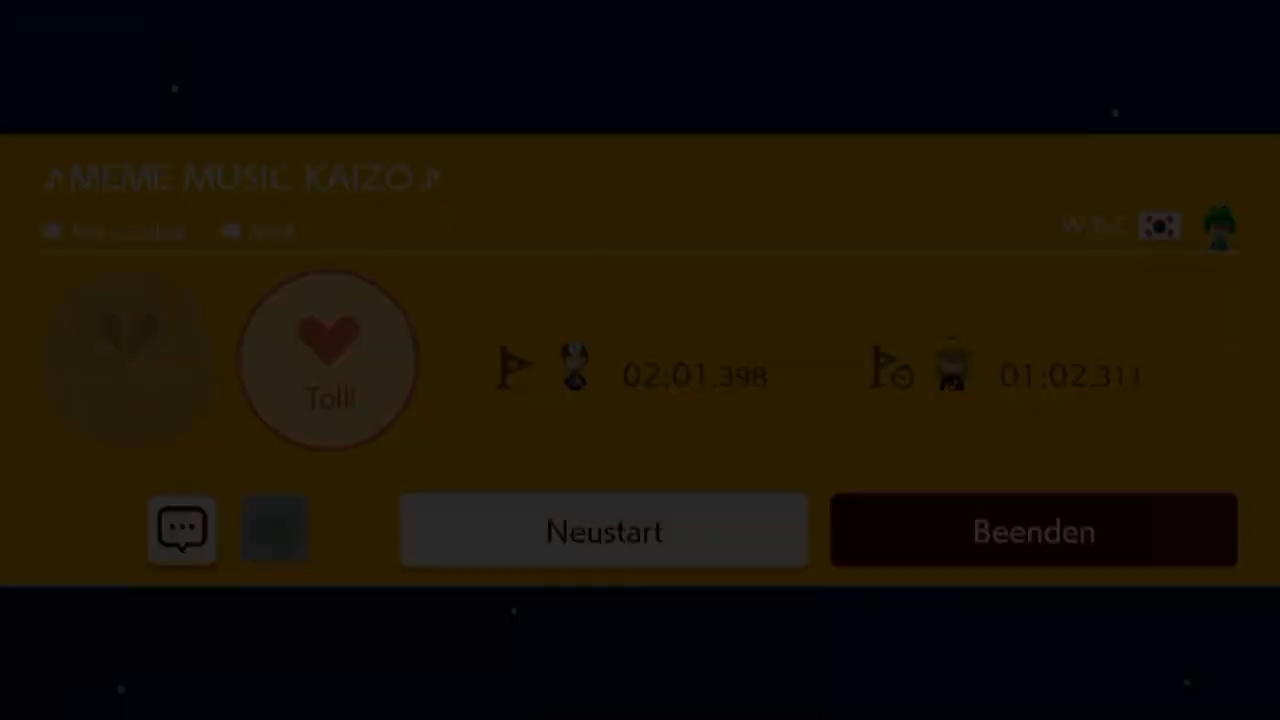 ♪MEME MUSIC KAIZO♪
Toll!
02:01.398
01:02.311
Neustart
Beenden